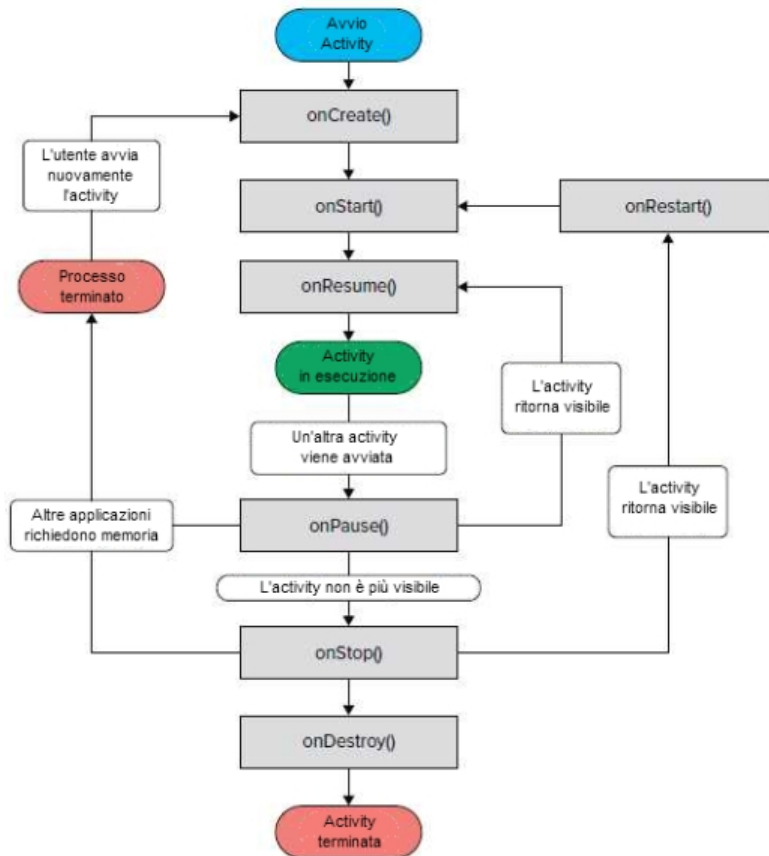 Avvio
Activity
onCreate()
L'utente avvia
nuovamente
l'activity
onStart()
onRestart()
Processo
terminato
onResume()
Activity
in esecuzione
L'activity
ritorna visibile
Un'altra activity
viene avviata
L'activity
ritorna visibile
Altre applicazioni
richiedono memoria
onPause()
L'activity non è più visibile
onStop()
onDestroy()
Activity
terminata